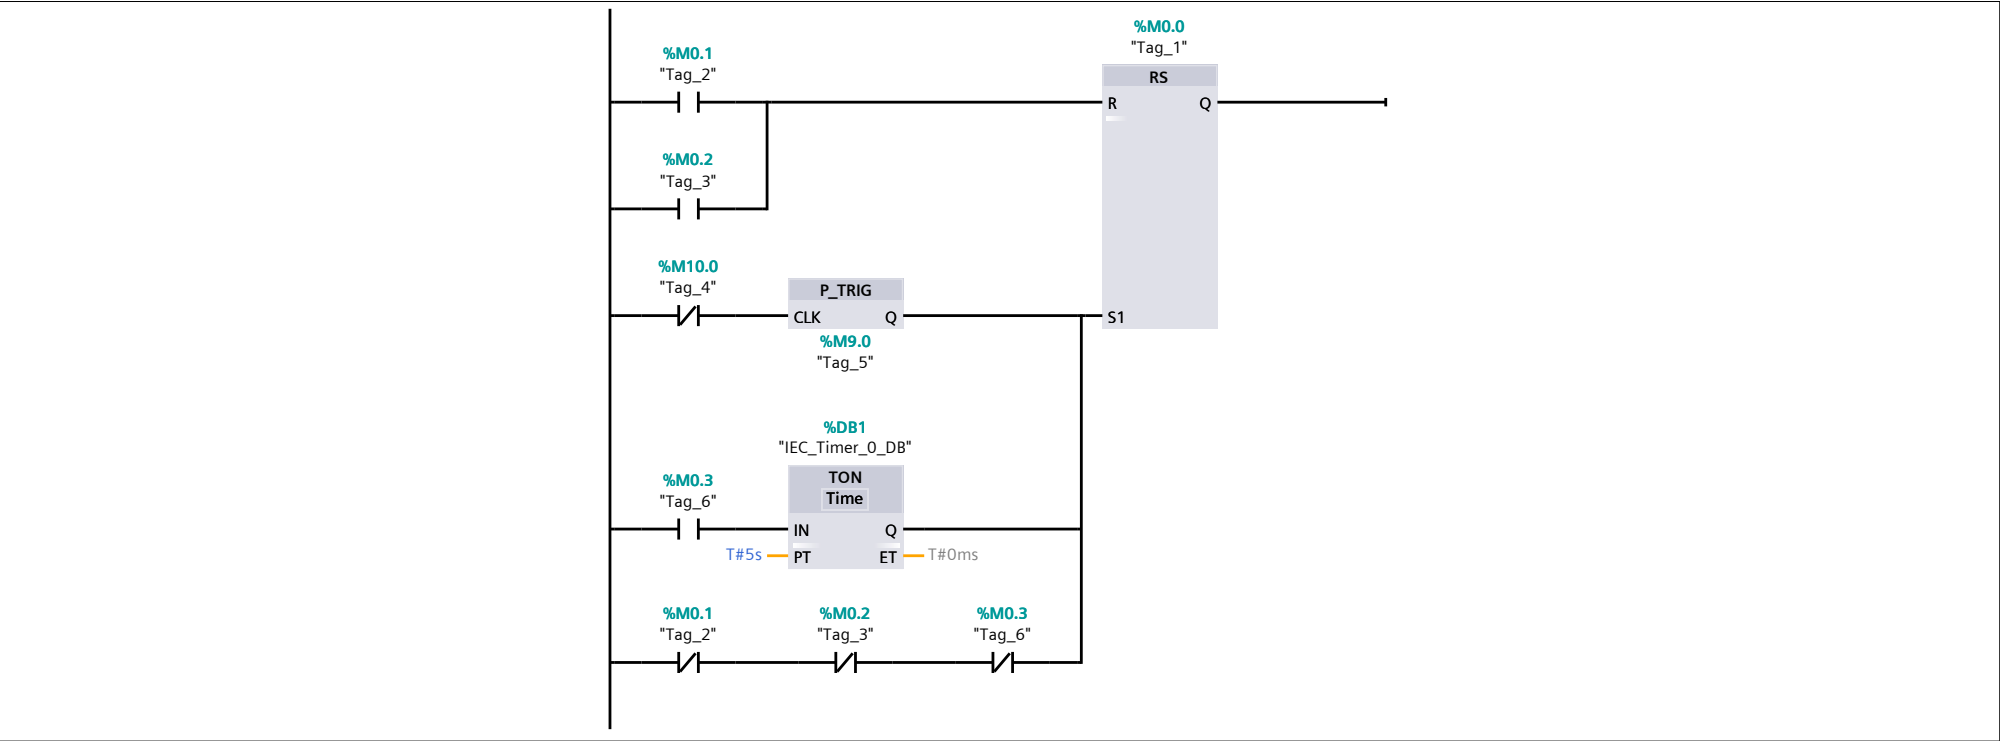 %M0.0
"Tag_1"
%M0.1
"Tag_2"
RS
R Q
%M0.2
"Tag_3"
%M10.0
"Tag_4"
P_TRIG
CLK Q
S1
%M9.0
"Tag_5"
%DB1
"IEC_Timer_0_DB"
TON
Time
%M0.3
"Tag_6"
IN Q
T#5s PT ET T#0ms
%M0.1 %M0.2 %M0.3
"Tag_2" "Tag_3" "Tag_6"